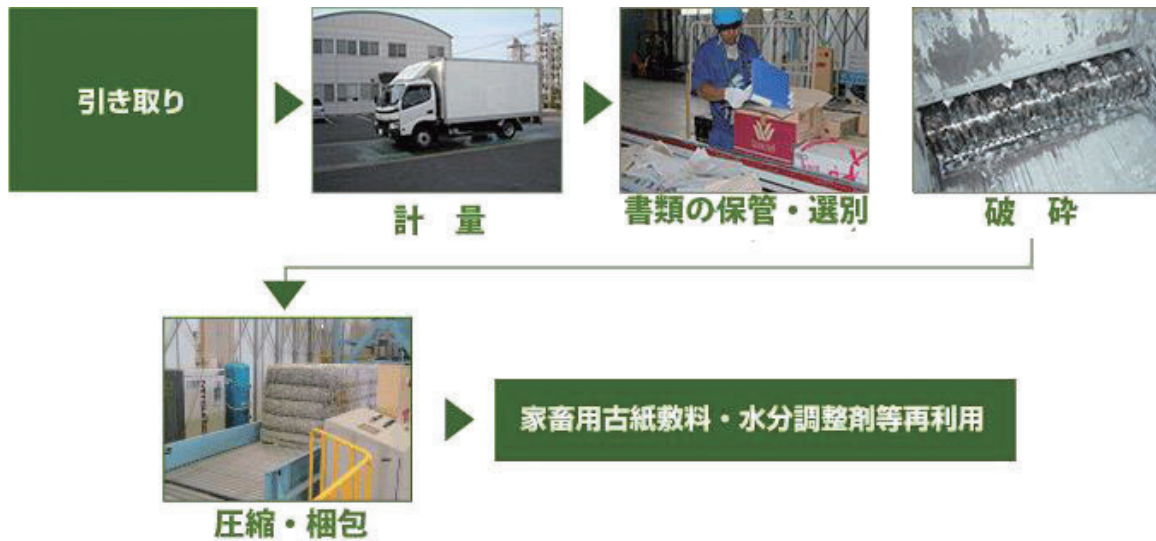 引き取り
計 量
書類の保管・選別
破 砕
圧縮・梱包
家畜用古紙敷料・水分調整剤等再利用